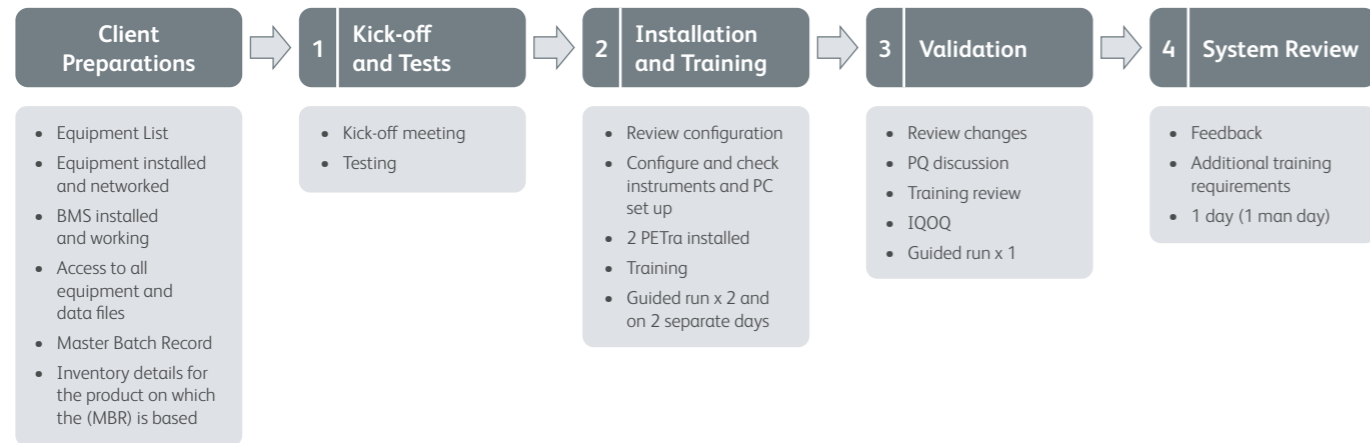 Client
Preparations
1
Kick-off
and Tests
2
Installation
and Training
3
Validation
4
System Review
• Equipment List
• Equipment installed
and networked
• BMS installed
and working
• Access to all
equipment and
data files
• Master Batch Record
• Inventory details for
the product on which
the (MBR) is based
• Kick-off meeting
• Testing
• Review configuration
• Configure and check
instruments and PC
set up
• 2 PETra installed
• Training
• Guided run x 2 and
on 2 separate days
• Review changes
• PQ discussion
• Training review
• IQOQ
• Guided run x 1
• Feedback
• Additional training
requirements
• 1 day (1 man day)